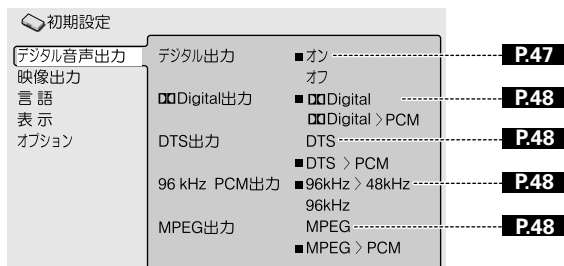 初期設定
デジタル音声出力
映像出力
言語
表示
オプション
デジタル出力 ■オン P.47
オフ
DDDigital出力 ■DDDigital P.48
DDDigital > PCM
DTS出力 DTS P.48
■DTS > PCM
96 kHz PCM出力 ■96kHz > 48kHz P.48
96kHz
MPEG出力 MPEG P.48
■MPEG > PCM